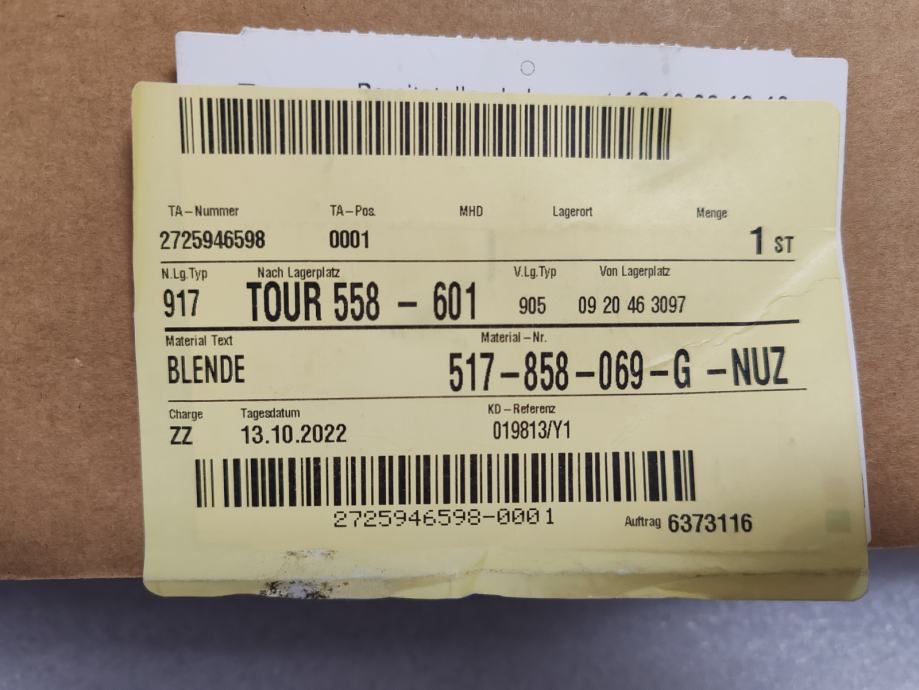 TA-Nummer TA-Pos. MHD Lagerort Menge
2725946598 0001 1 ST
N.Lg.Typ Nach Lagerplatz V.Lg.Typ Von Lagerplatz
917 TOUR 558 - 601 905 09 20 46 3097
Material Text Material-Nr.
BLENDE 517-858-069-G -NUZ
Charge Tagesdatum KD-Referenz
ZZ 13.10.2022 019813/Y1
2725946598-0001 Auftrag 6373116